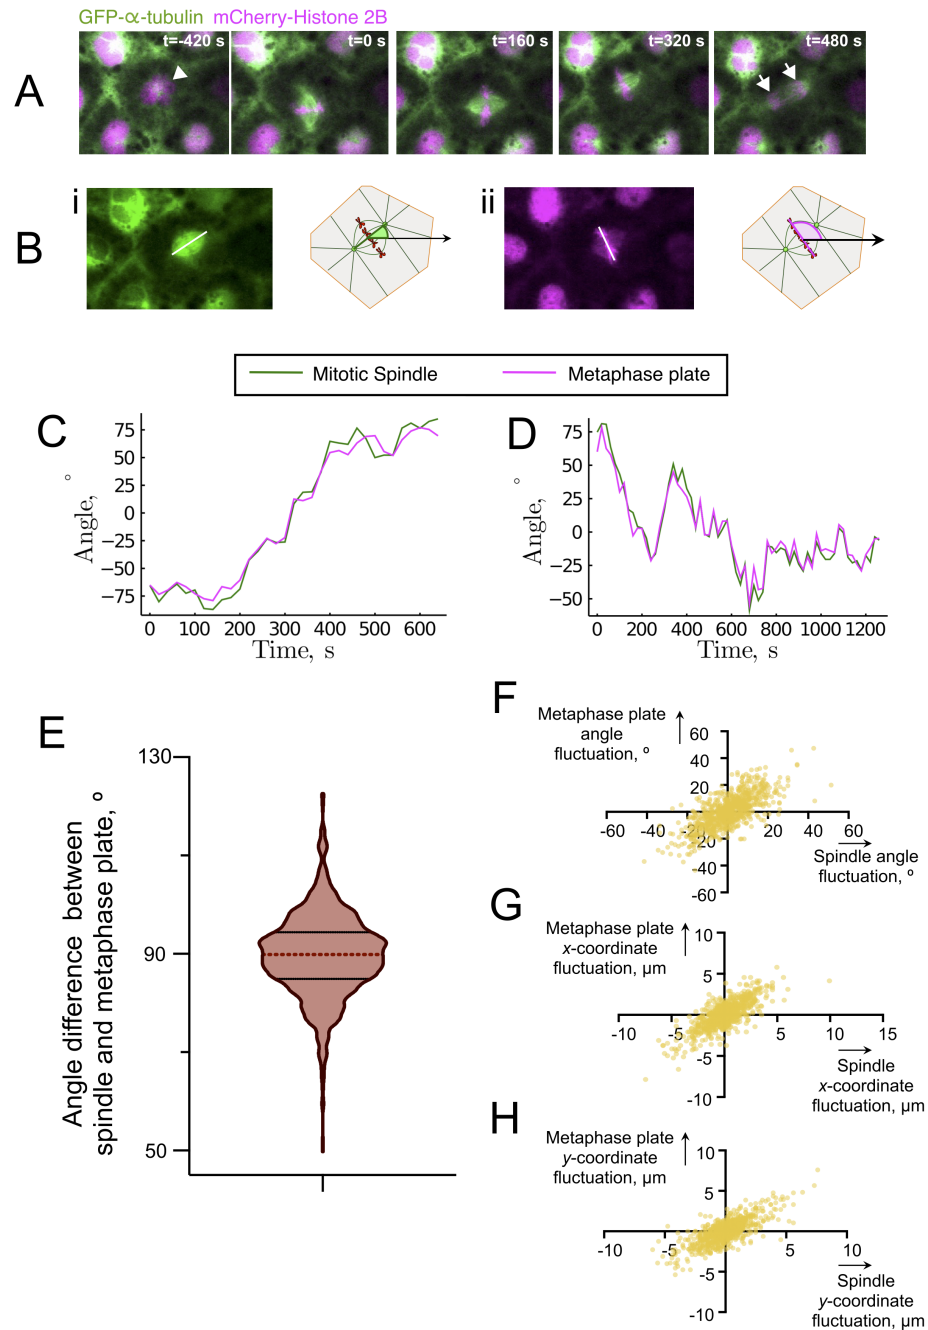 GFP-α-tubulin mCherry-Histone 2B
A
t=-420 s
t=0 s
t=160 s
t=320 s
t=480 s
B
i
ii
Mitotic Spindle
Metaphase plate
C
Angle, °
75
50
25
0
−25
−50
−75
0 100 200 300 400 500 600
Time, s
D
Angle, °
75
50
25
0
−25
−50
0 200 400 600 800 1000 1200
Time, s
E
Angle difference between
spindle and metaphase plate, º
130
90
50
F
Metaphase plate
angle
fluctuation, º
60
40
20
-20
-40
-60
-60 -40 -20 20 40 60
Spindle angle
fluctuation, º
G
Metaphase plate
x-coordinate
fluctuation, µm
10
5
-5
-10
-10 -5 5 10 15
Spindle
x-coordinate
fluctuation, µm
H
Metaphase plate
y-coordinate
fluctuation, µm
10
5
-5
-10
-10 -5 5 10
Spindle
y-coordinate
fluctuation, µm